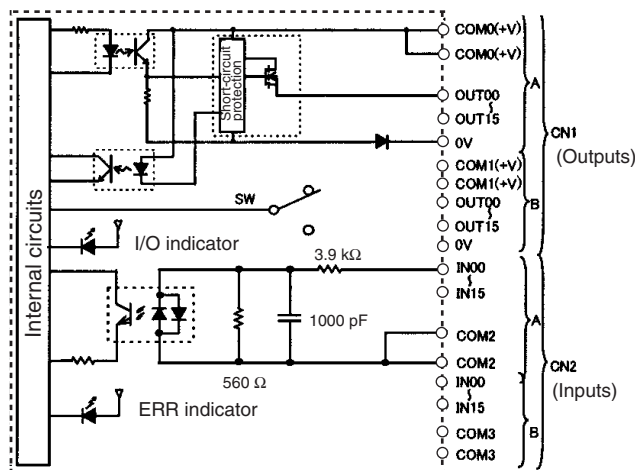 Internal circuits
Short-circuit
protection
COM0(+V)
COM0(+V)
OUT00
~
OUT15
0V
COM1(+V)
COM1(+V)
OUT00
~
OUT15
0V
A
B
CN1
(Outputs)
SW
I/O indicator
3.9 kΩ
1000 pF
560 Ω
ERR indicator
IN00
~
IN15
COM2
COM2
IN00
~
IN15
COM3
COM3
A
B
CN2
(Inputs)